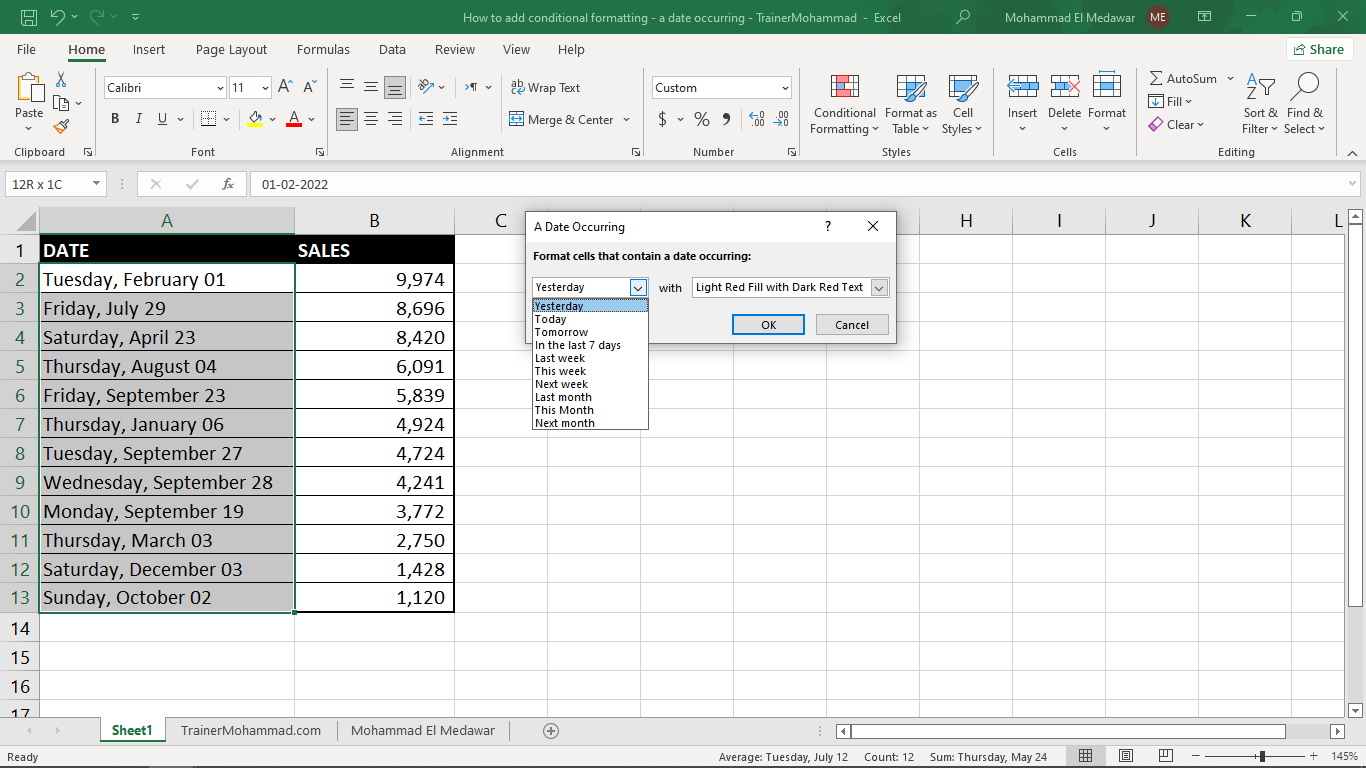 How to add conditional formatting - a date occurring - TrainerMohammad - Excel
Mohammad El Medawar ME
File Home Insert Page Layout Formulas Data Review View Help Share
Paste
Calibri 11
B I U A
Wrap Text
Merge & Center
Custom
$ %
Conditional Formatting
Format as Table
Cell Styles
Insert
Delete
Format
AutoSum
Fill
Clear
Sort & Filter
Find & Select
Clipboard Font Alignment Number Styles Cells Editing
12R x 1C fx 01-02-2022
A B C H I J K L
1 DATE SALES
2 Tuesday, February 01 9,974
3 Friday, July 29 8,696
4 Saturday, April 23 8,420
5 Thursday, August 04 6,091
6 Friday, September 23 5,839
7 Thursday, January 06 4,924
8 Tuesday, September 27 4,724
9 Wednesday, September 28 4,241
10 Monday, September 19 3,772
11 Thursday, March 03 2,750
12 Saturday, December 03 1,428
13 Sunday, October 02 1,120
14
15
16
17
A Date Occurring ?
Format cells that contain a date occurring:
Yesterday with Light Red Fill with Dark Red Text
Yesterday
Today
Tomorrow
In the last 7 days
Last week
This week
Next week
Last month
This Month
Next month
OK Cancel
Sheet1 TrainerMohammad.com Mohammad El Medawar
Ready Average: Tuesday, July 12 Count: 12 Sum: Thursday, May 24 145%